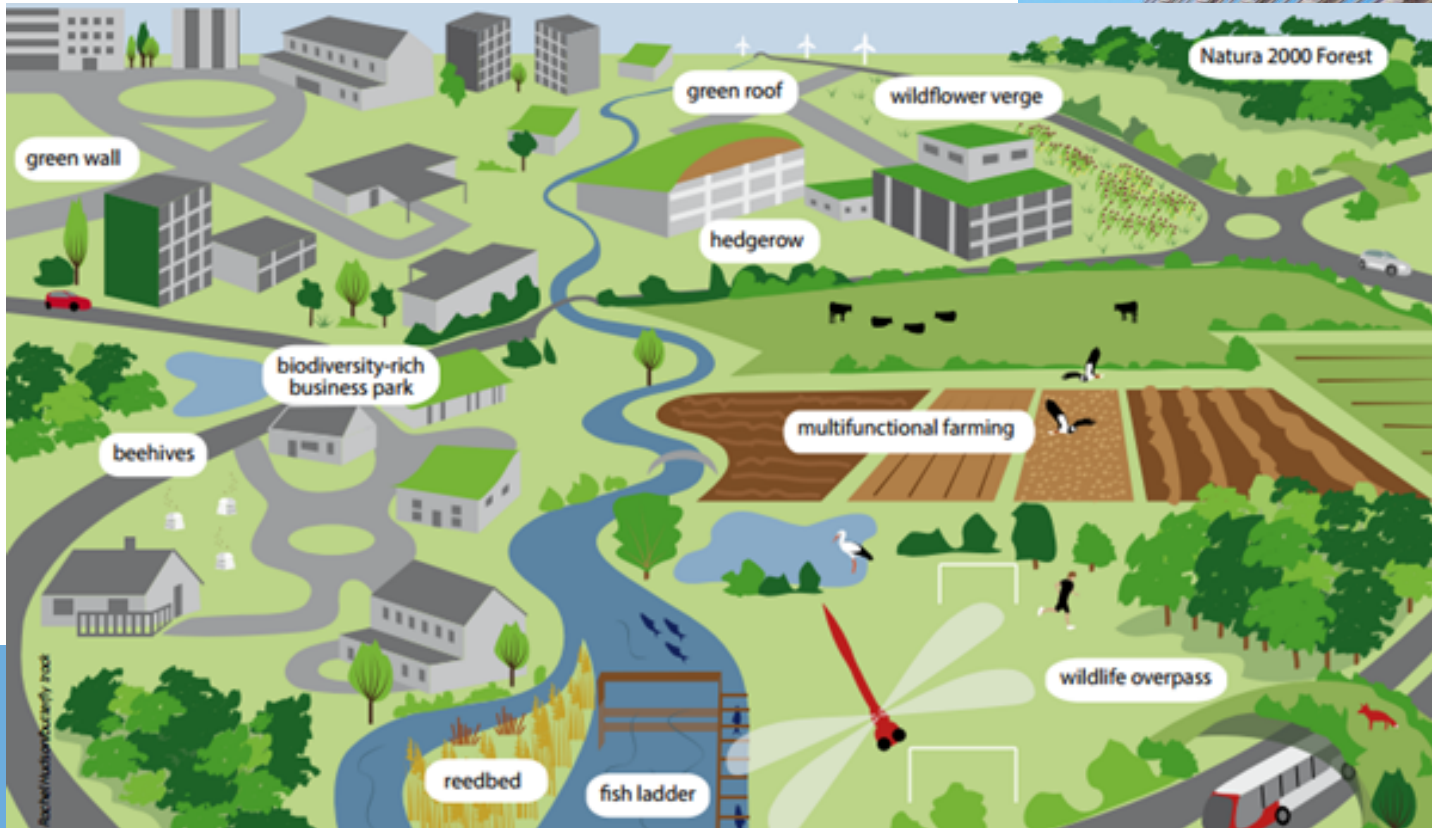 Natura 2000 Forest
green roof
wildflower verge
green wall
hedgerow
biodiversity-rich
business park
multifunctional farming
beehives
wildlife overpass
reedbed
fish ladder